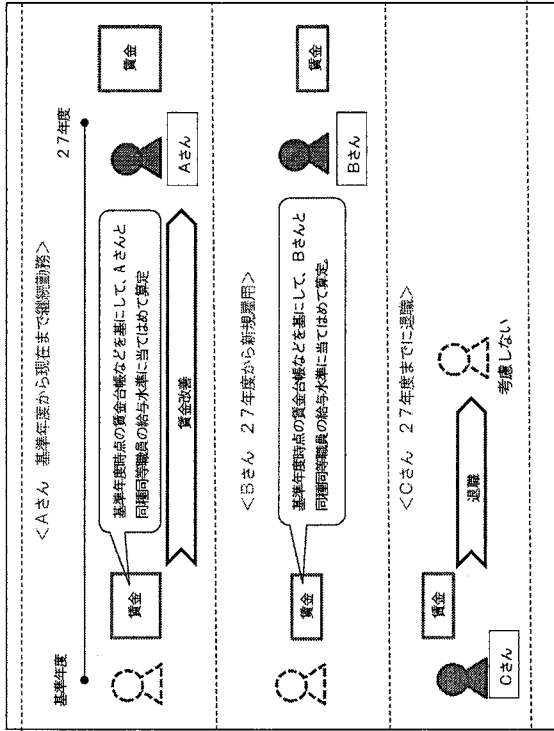 <Aさん 基準年度から現在まで継続勤務>
基準年度
27年度
基準年度時点の賃金台帳などを基にして、Aさんと
同種同等職員の給与水準に当てはめて算定
賃金
賃金改善
賃金
Aさん
<Bさん 27年度から新規雇用>
基準年度時点の賃金台帳などを基にして、Bさんと
同種同等職員の給与水準に当てはめて算定。
賃金
賃金
Bさん
<Cさん 27年度までに退職>
賃金
Cさん
退職
考慮しない